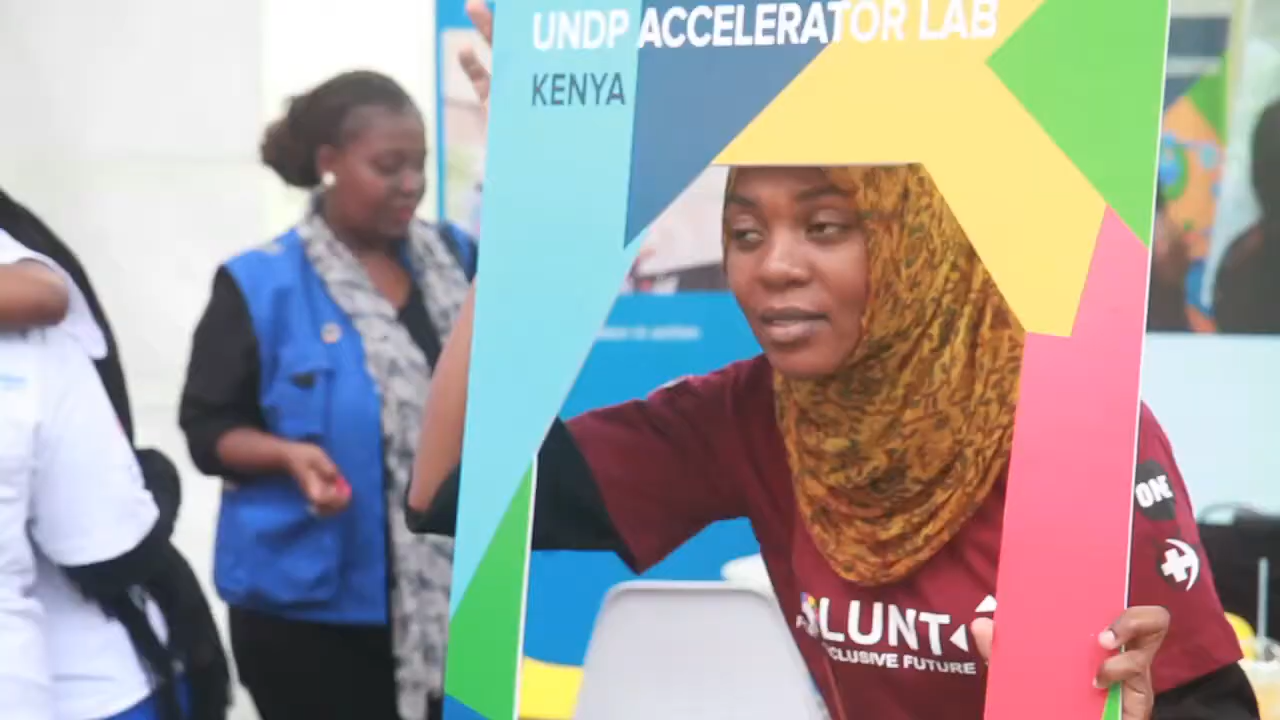 UNDP ACCELERATOR LAB
KENYA
ONE
LUNT
CLUSIVE FUTURE